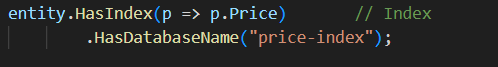 entity.HasIndex(p => p.Price)        // Index
        .HasDatabaseName("price-index");